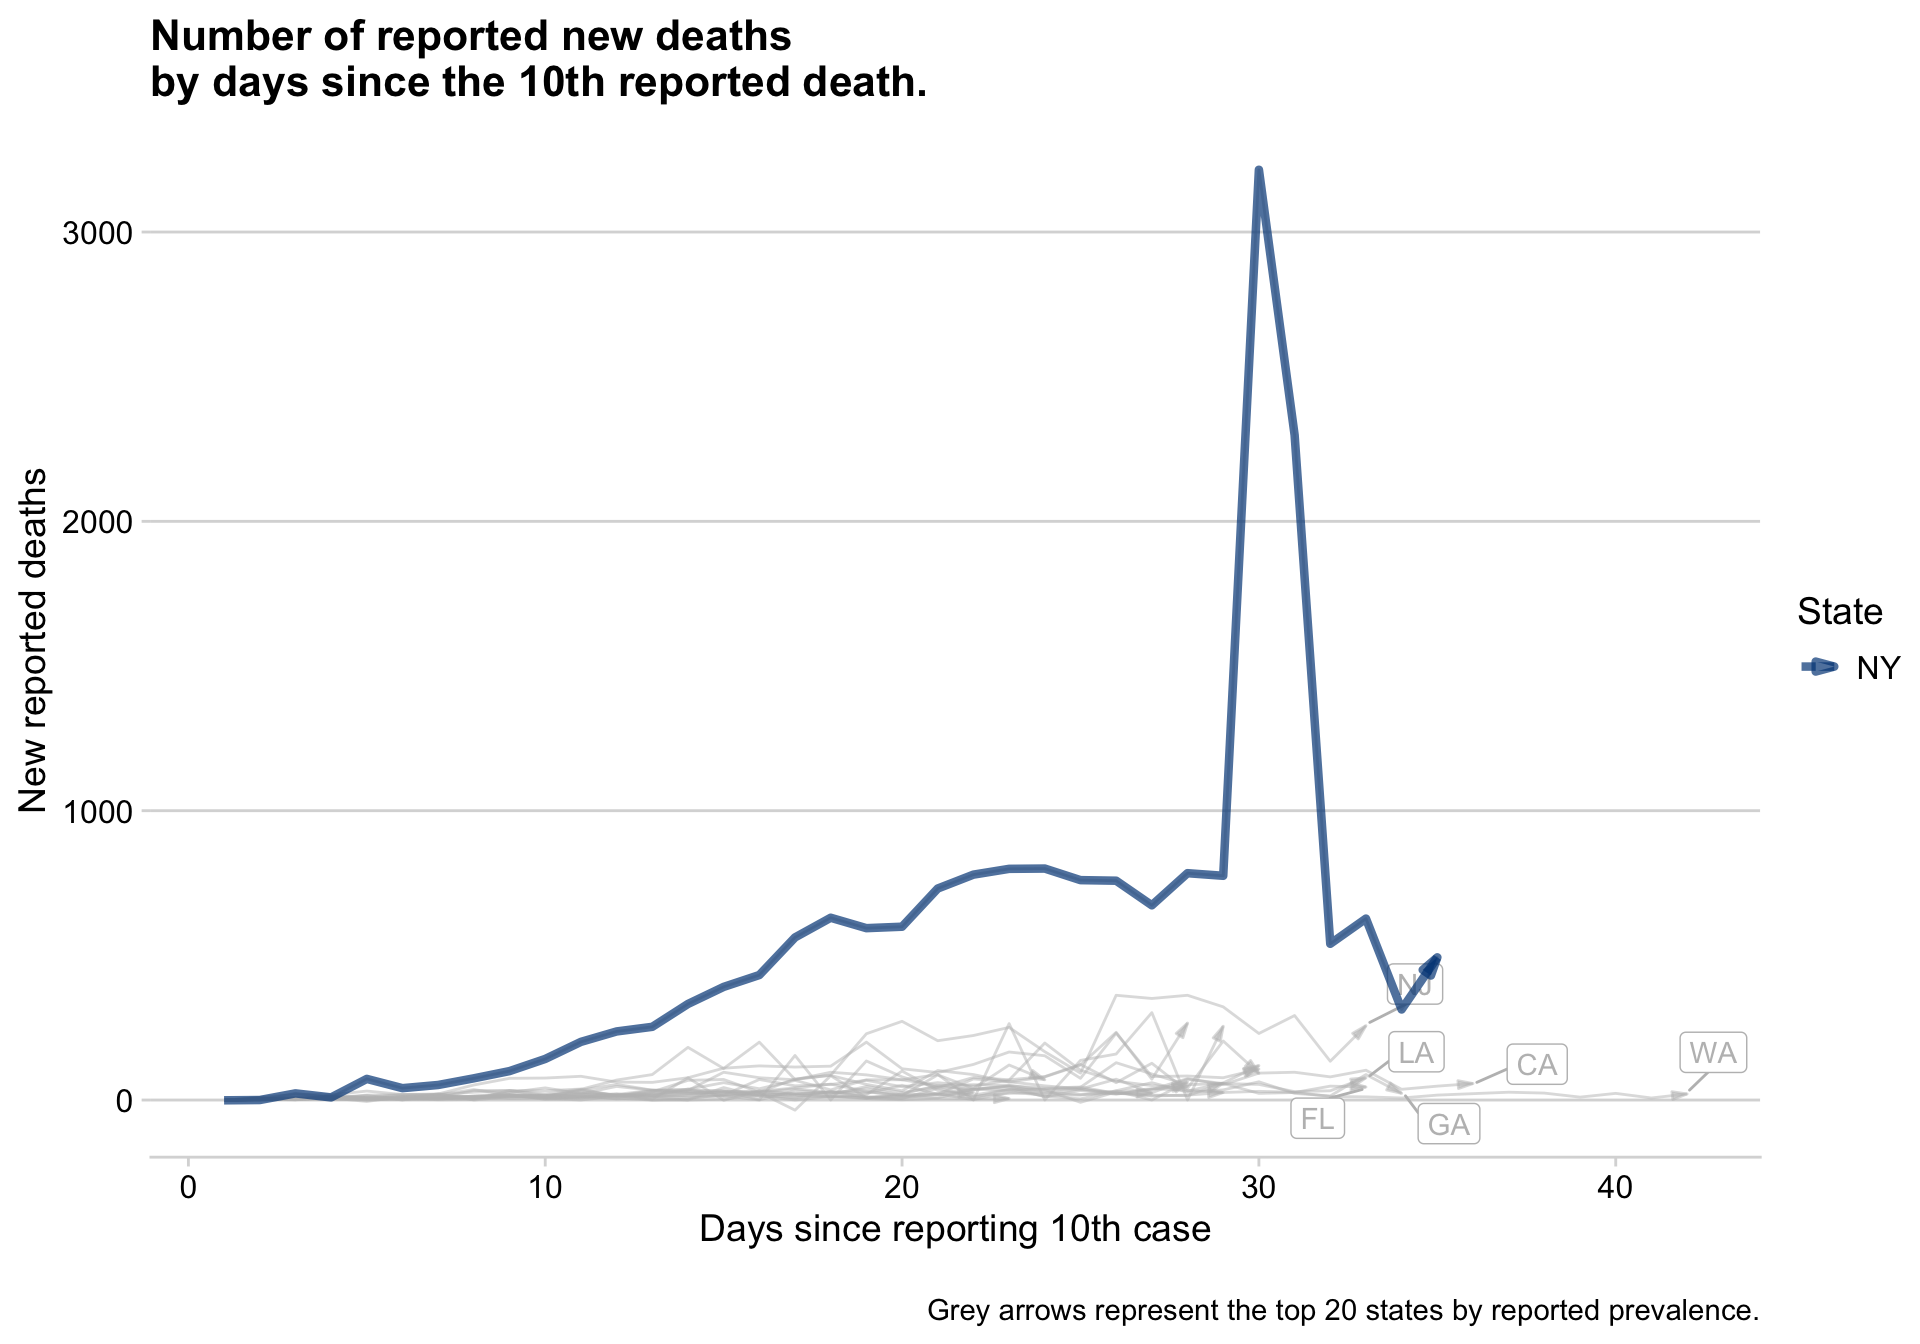 Number of reported new deaths
by days since the 10th reported death.
New reported deaths
3000
2000
1000
0
NJ
LA
CA
WA
FL
GA
0 10 20 30 40
Days since reporting 10th case
State
NY
Grey arrows represent the top 20 states by reported prevalence.